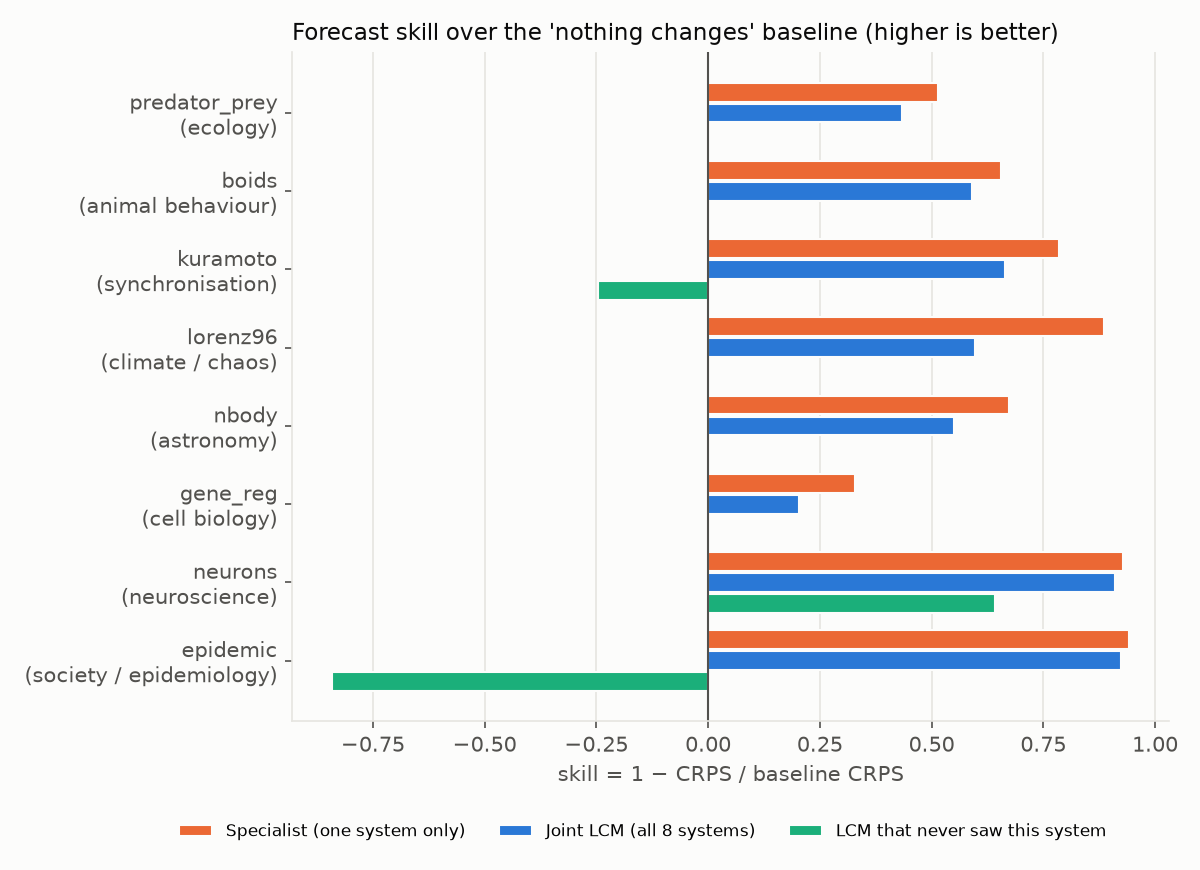 Forecast skill over the 'nothing changes' baseline (higher is better)
predator_prey
(ecology)
boids
(animal behaviour)
kuramoto
(synchronisation)
lorenz96
(climate / chaos)
nbody
(astronomy)
gene_reg
(cell biology)
neurons
(neuroscience)
epidemic
(society / epidemiology)
−0.75 −0.50 −0.25 0.00 0.25 0.50 0.75 1.00
skill = 1 − CRPS / baseline CRPS
Specialist (one system only) Joint LCM (all 8 systems) LCM that never saw this system